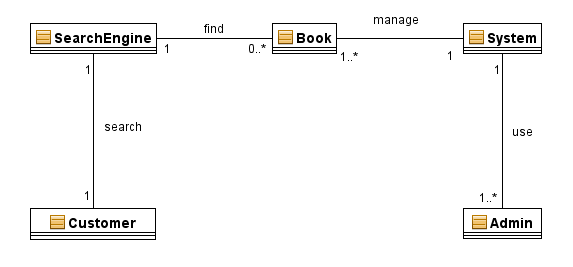 find
manage
SearchEngine
Book
System
1
0..*
1..*
1
1
1
search
use
1
1..*
Customer
Admin